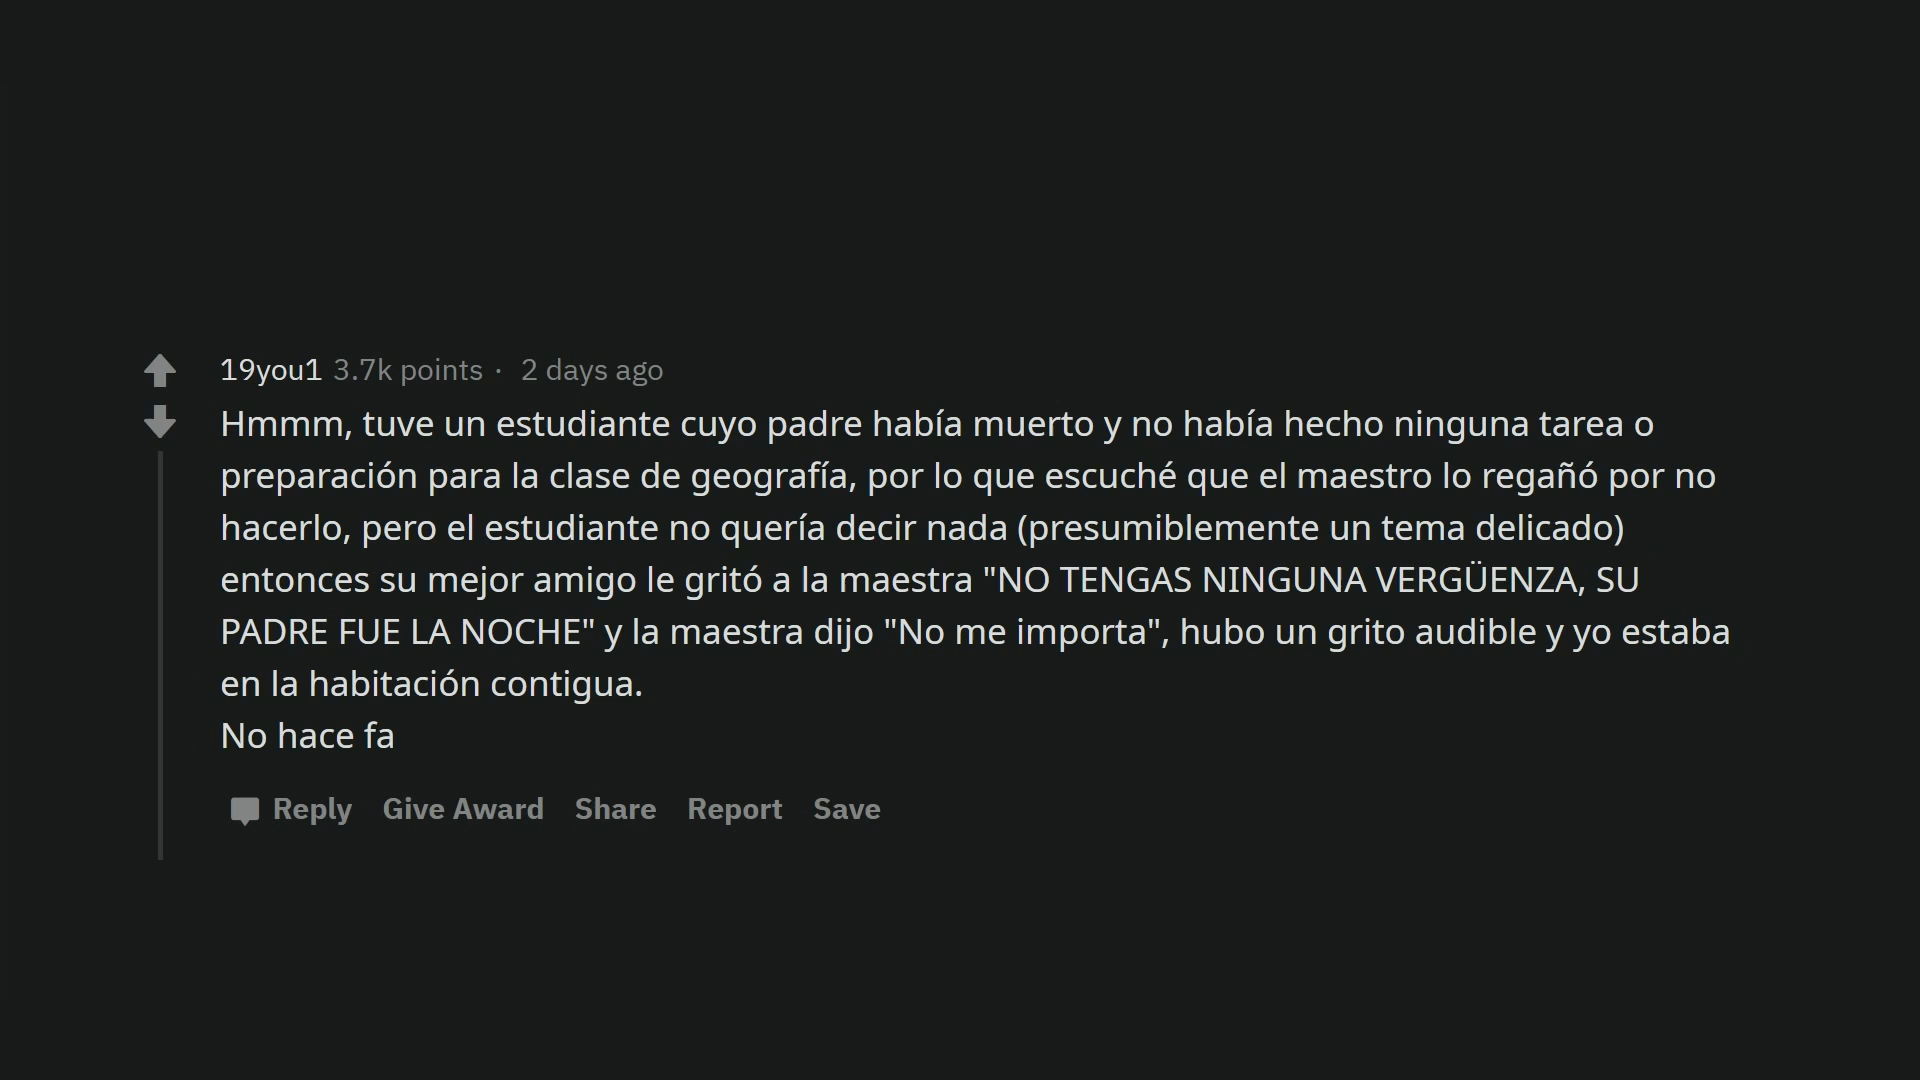 19you1 3.7k points · 2 days ago
Hmmm, tuve un estudiante cuyo padre había muerto y no había hecho ninguna tarea o
preparación para la clase de geografía, por lo que escuché que el maestro lo regañó por no
hacerlo, pero el estudiante no quería decir nada (presumiblemente un tema delicado)
entonces su mejor amigo le gritó a la maestra "NO TENGAS NINGUNA VERGÜENZA, SU
PADRE FUE LA NOCHE" y la maestra dijo "No me importa", hubo un grito audible y yo estaba
en la habitación contigua.
No hace fa
Reply Give Award Share Report Save